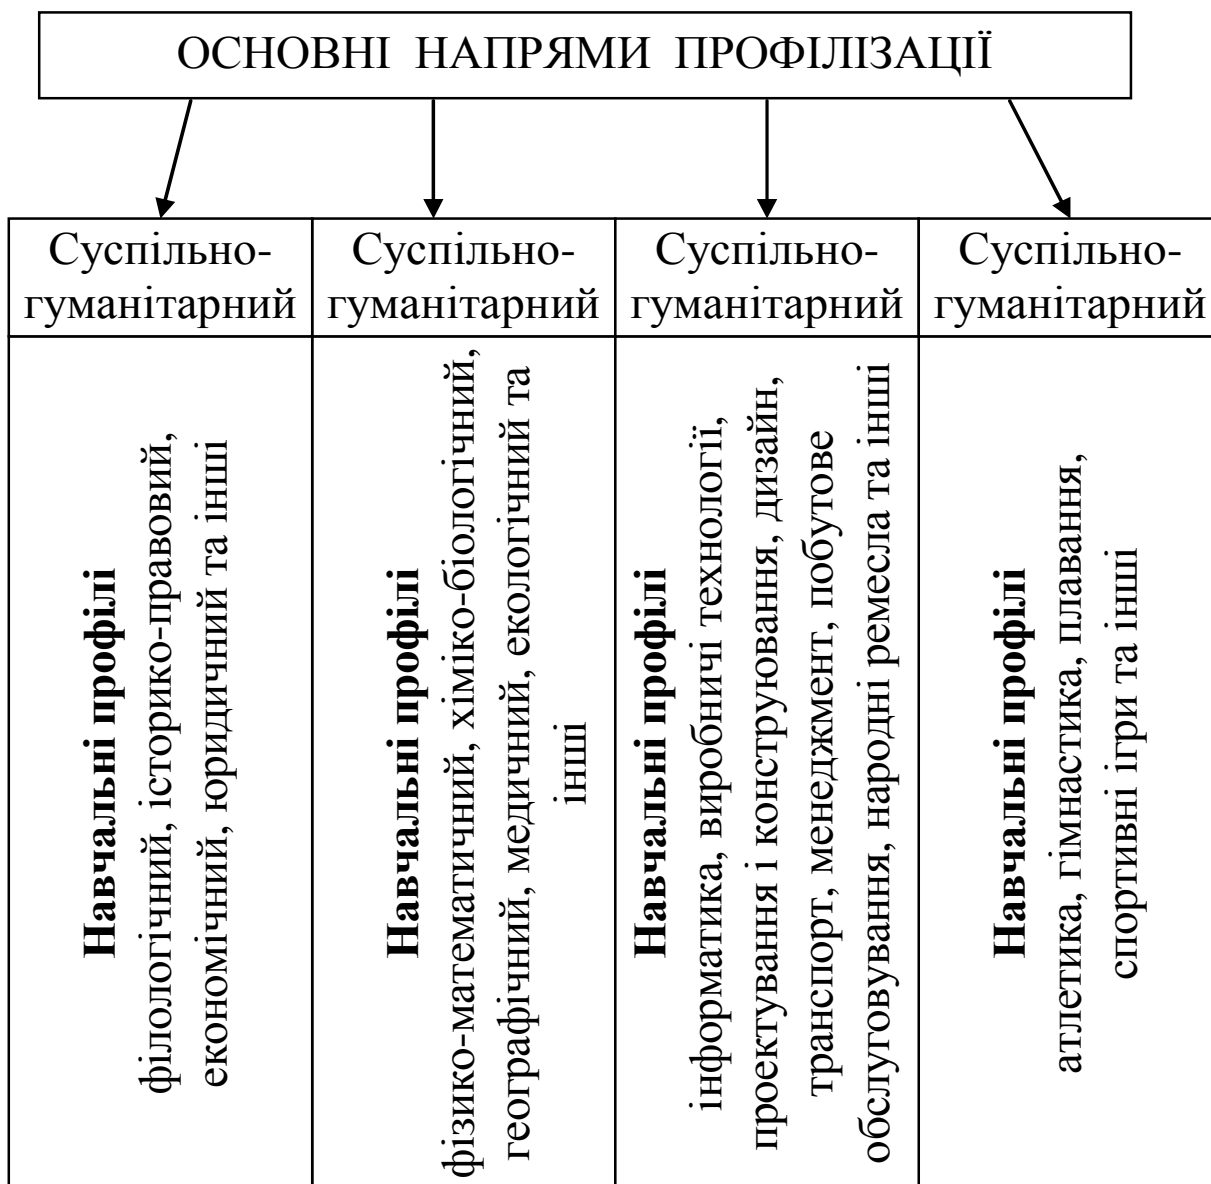 ОСНОВНІ НАПРЯМИ ПРОФІЛІЗАЦІЇ
Суспільно-
гуманітарний
Суспільно-
гуманітарний
Суспільно-
гуманітарний
Суспільно-
гуманітарний
Навчальні профілі
філологічний, історико-правовий,
економічний, юридичний та інші
Навчальні профілі
фізико-математичний, хіміко-біологічний,
географічний, медичний, екологічний та
інші
Навчальні профілі
інформатика, виробничі технології,
проектування і конструювання, дизайн,
транспорт, менеджмент, побутове
обслуговування, народні ремесла та інші
Навчальні профілі
атлетика, гімнастика, плавання,
спортивні ігри та інші